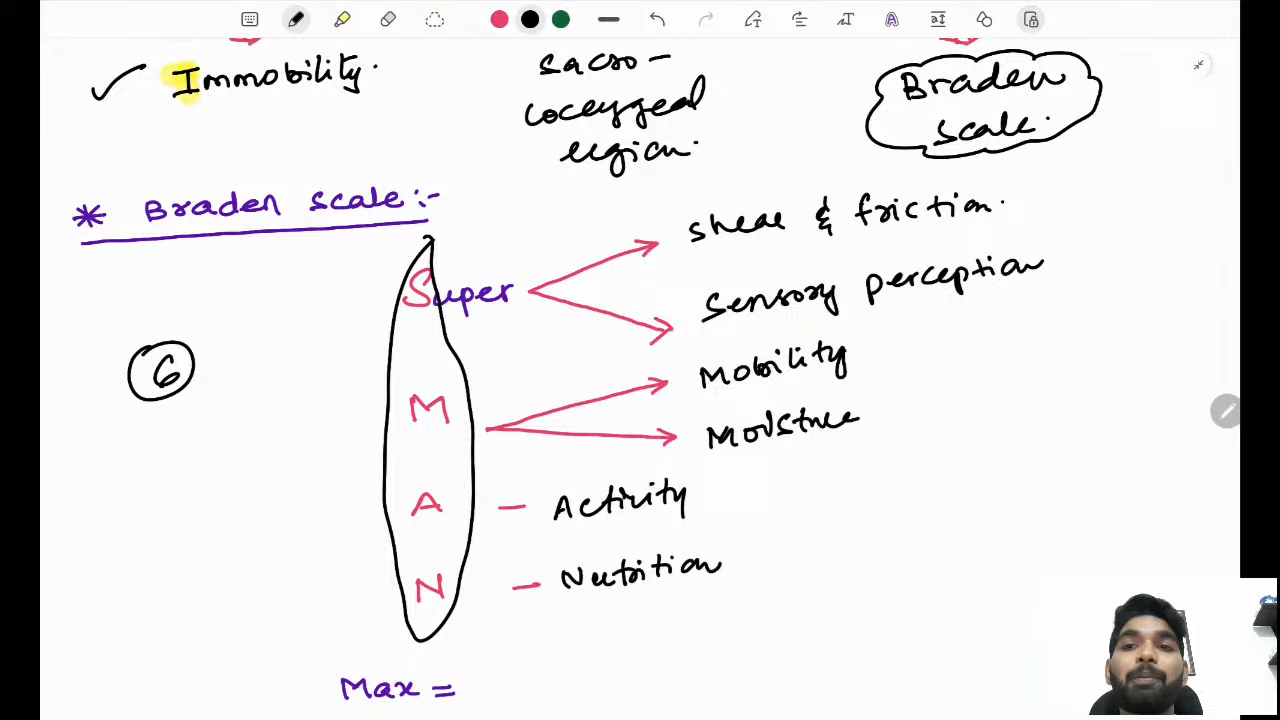 Immobility.
sacro-
coccygeal
region.
Braden
scale.
* Braden scale:-
Super
shear & friction.
Sensory perception
6
M
Mobility
Moisture
A - Activity
N - Nutrition
Max =